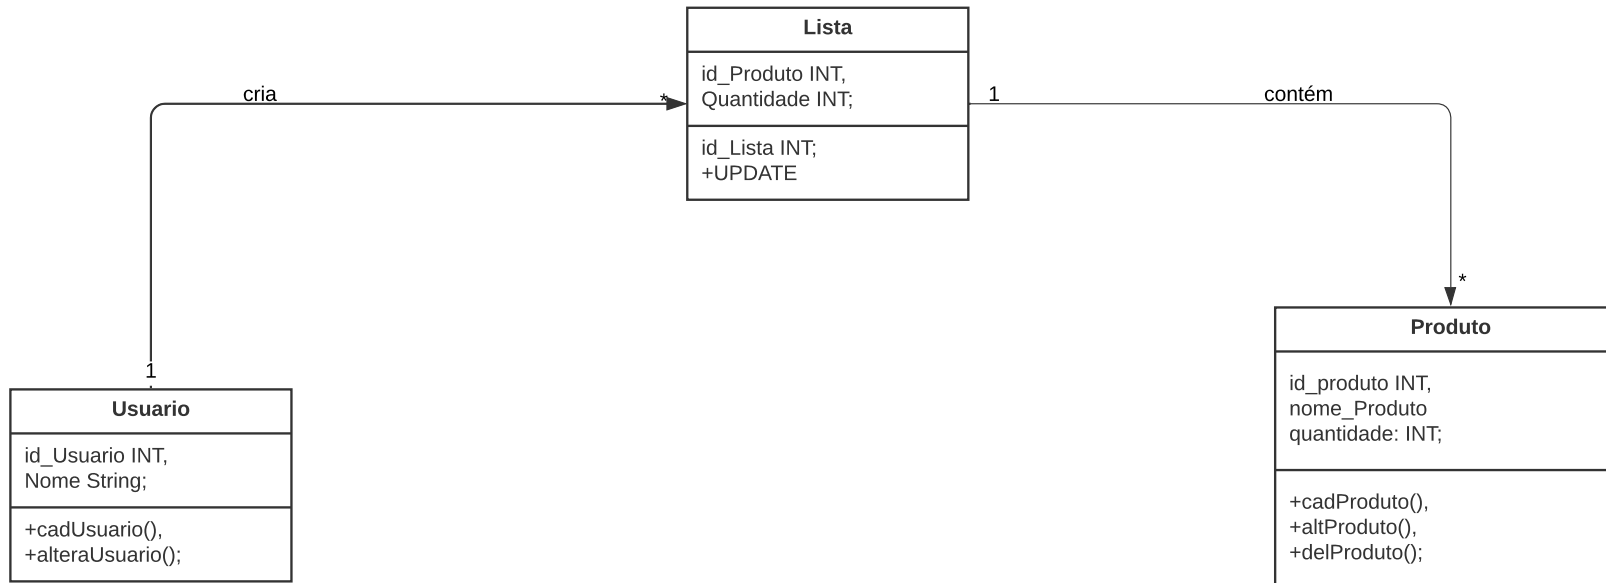 Lista
id_Produto INT,
Quantidade INT;
id_Lista INT;
+UPDATE
cria
*
1
contém
*
Produto
id_produto INT,
nome_Produto
quantidade: INT;
+cadProduto(),
+altProduto(),
+delProduto();
1
Usuario
id_Usuario INT,
Nome String;
+cadUsuario(),
+alteraUsuario();